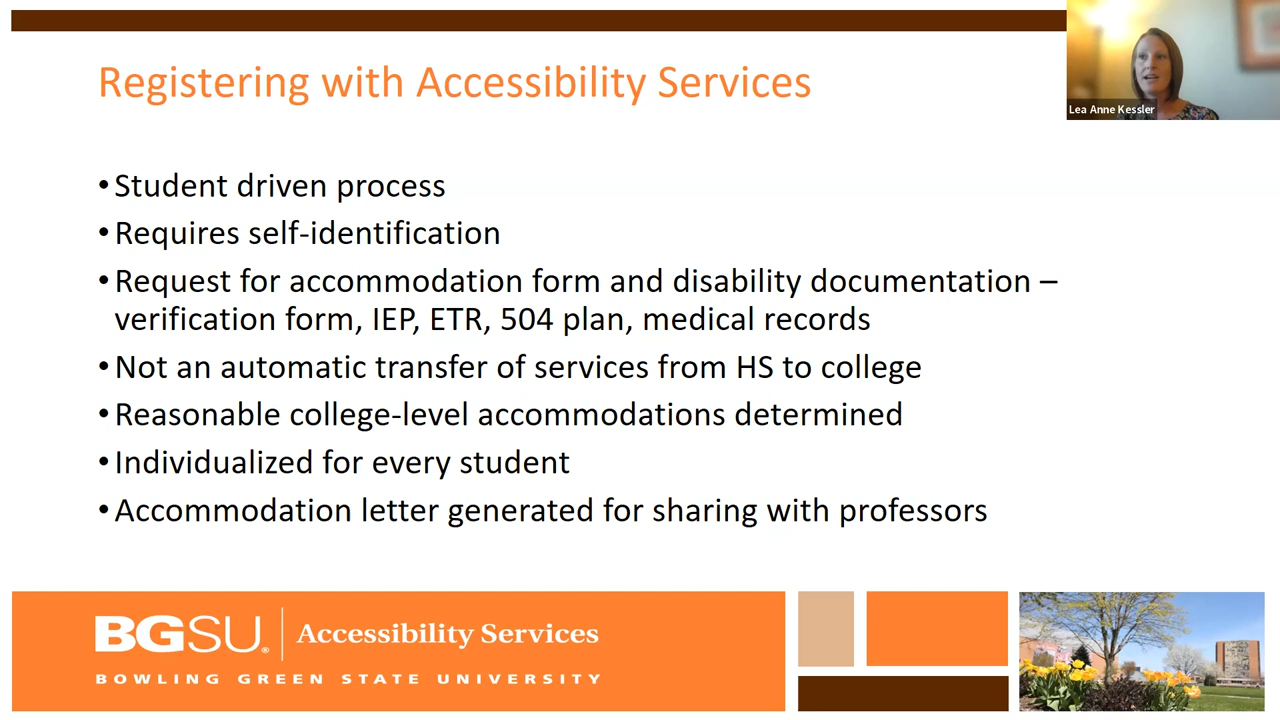 Registering with Accessibility Services
Lea Anne Kessler
• Student driven process
• Requires self-identification
• Request for accommodation form and disability documentation –
verification form, IEP, ETR, 504 plan, medical records
• Not an automatic transfer of services from HS to college
• Reasonable college-level accommodations determined
• Individualized for every student
• Accommodation letter generated for sharing with professors
BGSU® Accessibility Services
BOWLING GREEN STATE UNIVERSITY